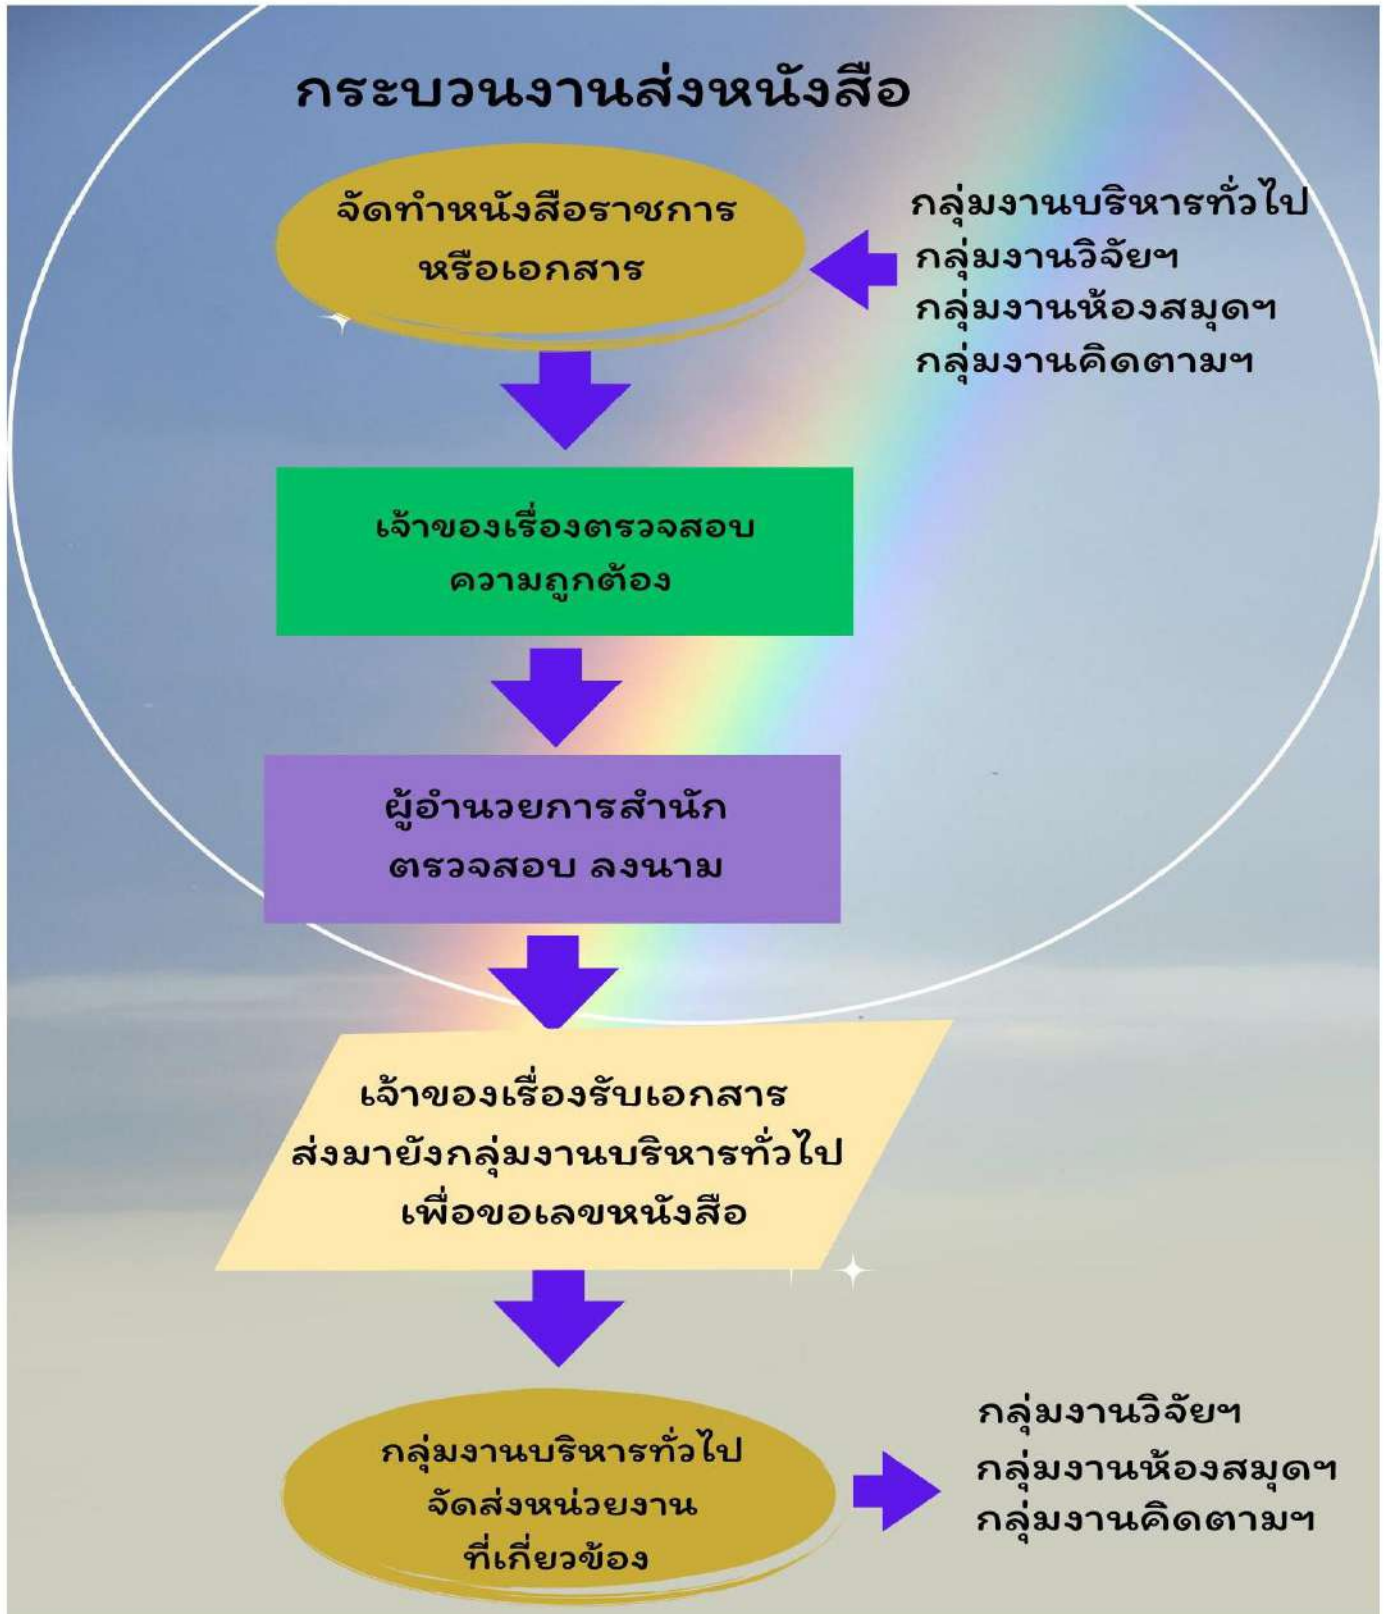 กระบวนงานส่งหนังสือ
จัดทำหนังสือราชการ
หรือเอกสาร
กลุ่มงานบริหารทั่วไป
กลุ่มงานวิจัยฯ
กลุ่มงานห้องสมุดฯ
กลุ่มงานคิดตามฯ
เจ้าของเรื่องตรวจสอบ
ความถูกต้อง
ผู้อำนวยการสำนัก
ตรวจสอบ ลงนาม
เจ้าของเรื่องรับเอกสาร
ส่งมายังกลุ่มงานบริหารทั่วไป
เพื่อขอเลขหนังสือ
กลุ่มงานบริหารทั่วไป
จัดส่งหน่วยงาน
ที่เกี่ยวข้อง
กลุ่มงานวิจัยฯ
กลุ่มงานห้องสมุดฯ
กลุ่มงานคิดตามฯ